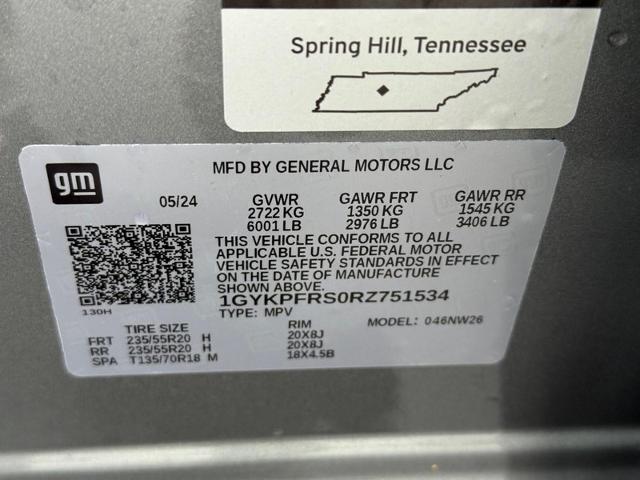 Spring Hill, Tennessee
gm
MFD BY GENERAL MOTORS LLC
05/24 GVWR GAWR FRT GAWR RR
2722 KG 1350 KG 1545 KG
6001 LB 2976 LB 3406 LB
THIS VEHICLE CONFORMS TO ALL
APPLICABLE U.S. FEDERAL MOTOR
VEHICLE SAFETY STANDARDS IN EFFECT
ON THE DATE OF MANUFACTURE
SHOWN ABOVE.
1GYKPFRS0RZ751534
130H
TYPE: MPV MODEL: 046NW26
TIRE SIZE RIM
FRT 235/55R20 H 20X8J
RR 235/55R20 H 20X8J
SPA T135/70R18 M 18X4.5B